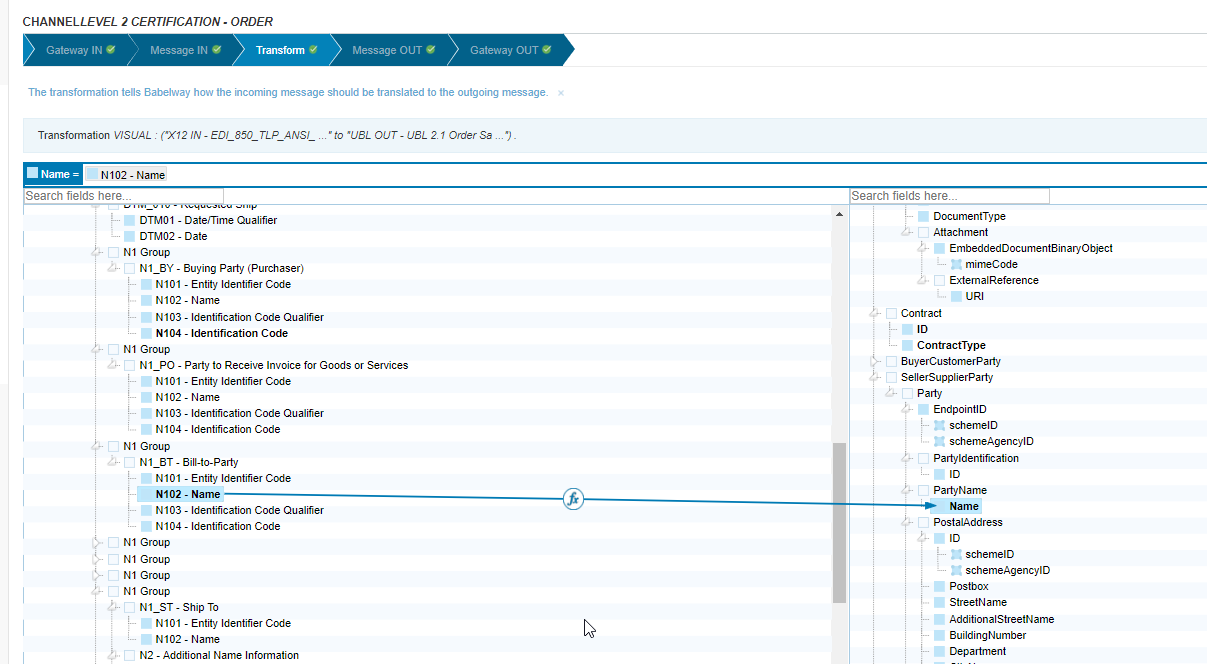 CHANNEL LEVEL 2 CERTIFICATION - ORDER
Gateway IN Message IN Transform Message OUT Gateway OUT
The transformation tells Babelway how the incoming message should be translated to the outgoing message. ×
Transformation VISUAL : ("X12 IN - EDI_850_TLP_ANSI_ ..." to "UBL OUT - UBL 2.1 Order Sa ...") .
Name = N102 - Name
Search fields here...
DTM_010 - Requested Ship
DTM01 - Date/Time Qualifier
DTM02 - Date
N1 Group
N1_BY - Buying Party (Purchaser)
N101 - Entity Identifier Code
N102 - Name
N103 - Identification Code Qualifier
N104 - Identification Code
N1 Group
N1_PO - Party to Receive Invoice for Goods or Services
N101 - Entity Identifier Code
N102 - Name
N103 - Identification Code Qualifier
N104 - Identification Code
N1 Group
N1_BT - Bill-to-Party
N101 - Entity Identifier Code
N102 - Name
N103 - Identification Code Qualifier
N104 - Identification Code
N1 Group
N1 Group
N1 Group
N1 Group
N1_ST - Ship To
N101 - Entity Identifier Code
N102 - Name
N2 - Additional Name Information
fx
Search fields here...
DocumentType
Attachment
EmbeddedDocumentBinaryObject
mimeCode
ExternalReference
URI
Contract
ID
ContractType
BuyerCustomerParty
SellerSupplierParty
Party
EndpointID
schemeID
schemeAgencyID
PartyIdentification
ID
PartyName
Name
PostalAddress
ID
schemeID
schemeAgencyID
Postbox
StreetName
AdditionalStreetName
BuildingNumber
Department